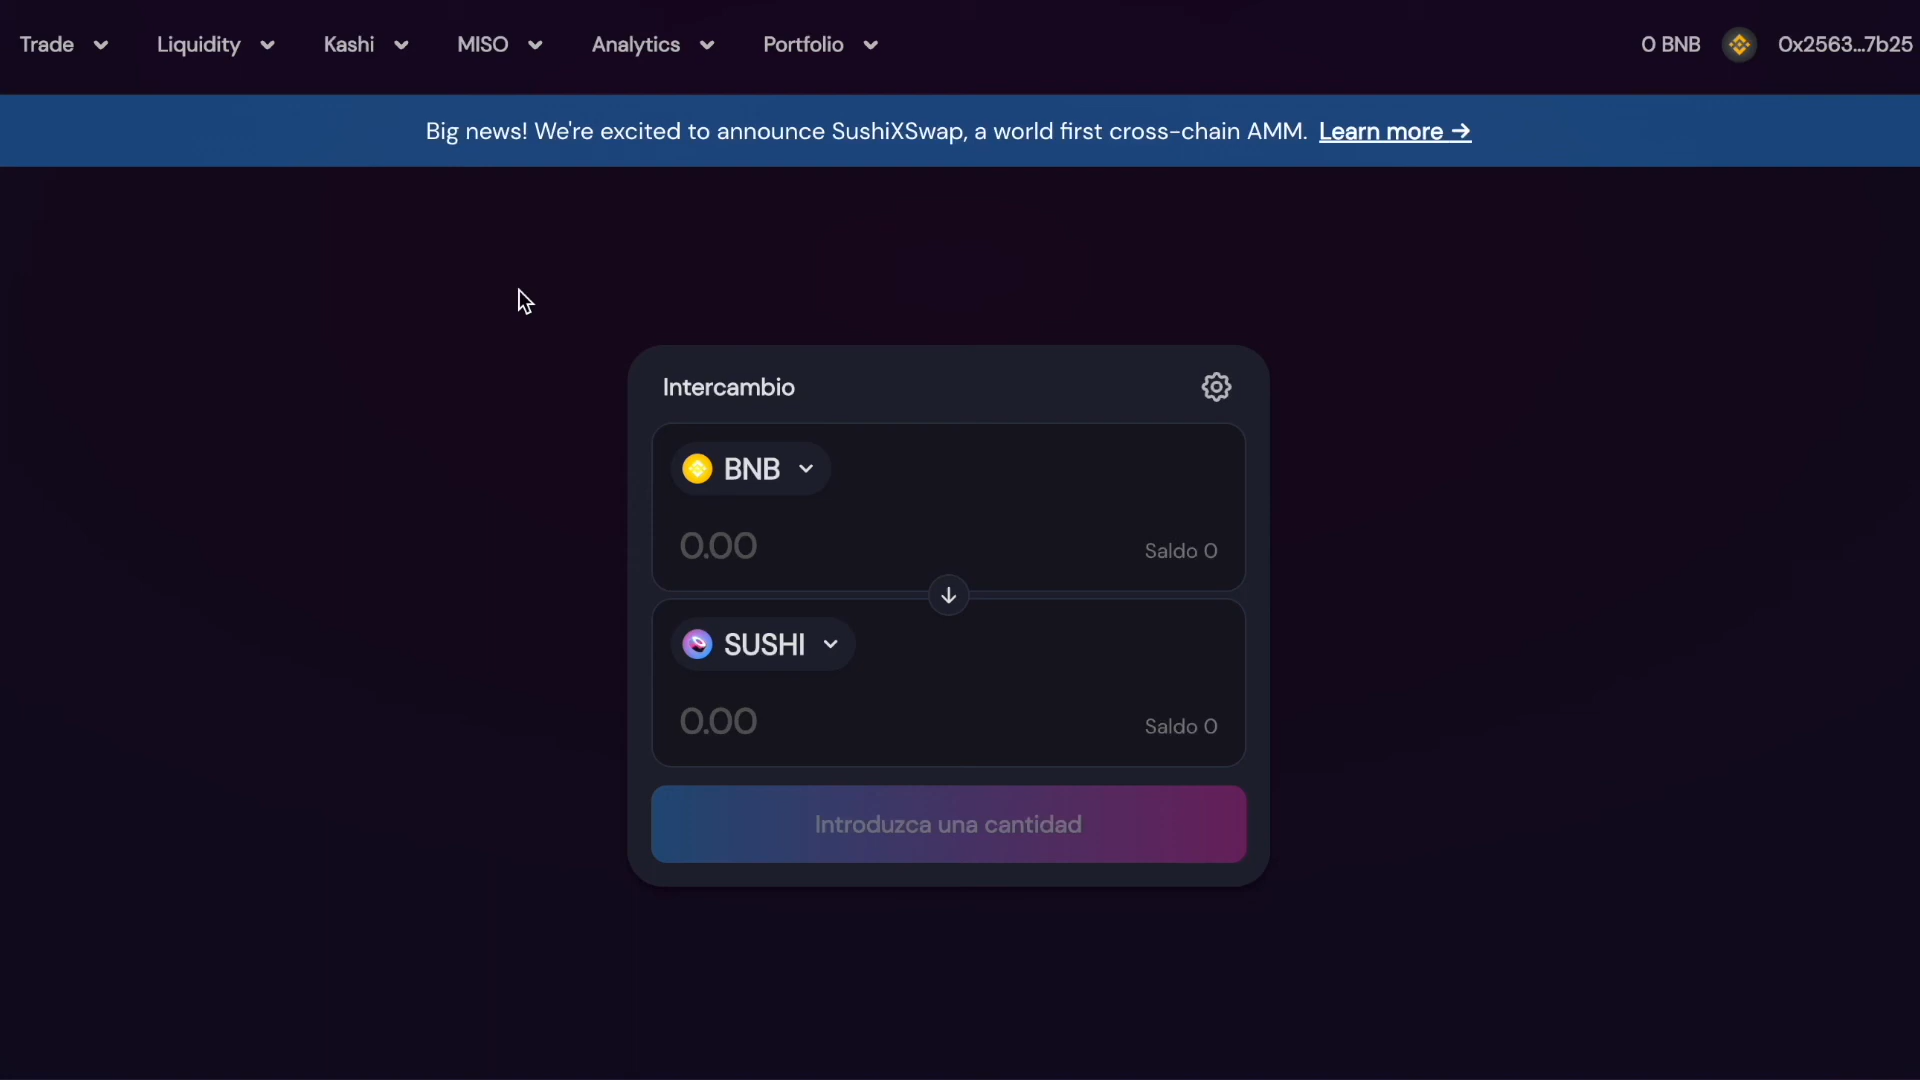 Trade Liquidity Kashi MISO Analytics Portfolio 0 BNB 0x2563...7b25
Big news! We're excited to announce SushiXSwap, a world first cross-chain AMM. Learn more →
Intercambio
BNB
0.00 Saldo 0
SUSHI
0.00 Saldo 0
Introduzca una cantidad